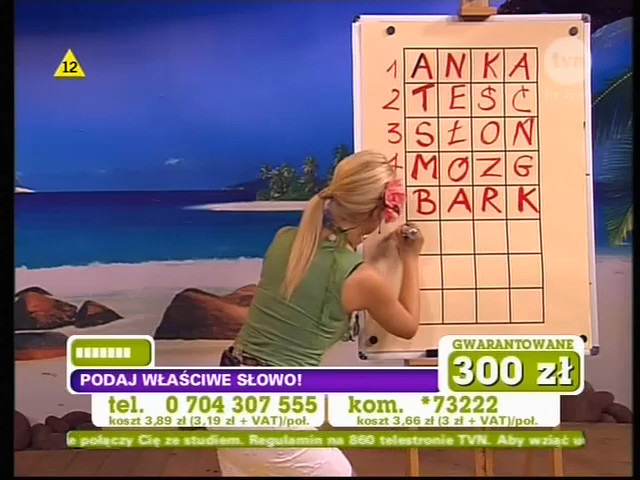 12
tvn
1 ANKA
2 TEŚĆ
3 SŁOŃ
4 MÓZG
BARK
GWARANTOWANE
300 zł
PODAJ WŁAŚCIWE SŁOWO!
tel. 0 704 307 555
koszt 3,89 zł (3,19 zł + VAT)/poł.
kom. *73222
koszt 3,66 zł (3 zł + VAT)/poł.
e połączy Cię ze studiem. Regulamin na 860 telestronie TVN. Aby wziąć